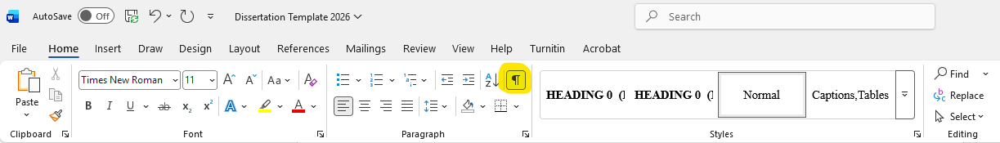 AutoSave Off Dissertation Template 2026 Search
File Home Insert Draw Design Layout References Mailings Review View Help Turnitin Acrobat
Times New Roman 11 Aa A Find
Paste HEADING 0 (I HEADING 0 (I Normal Captions,Tables Replace
B I U ab x₂ x² A A Select
Clipboard Font Paragraph Styles Editing